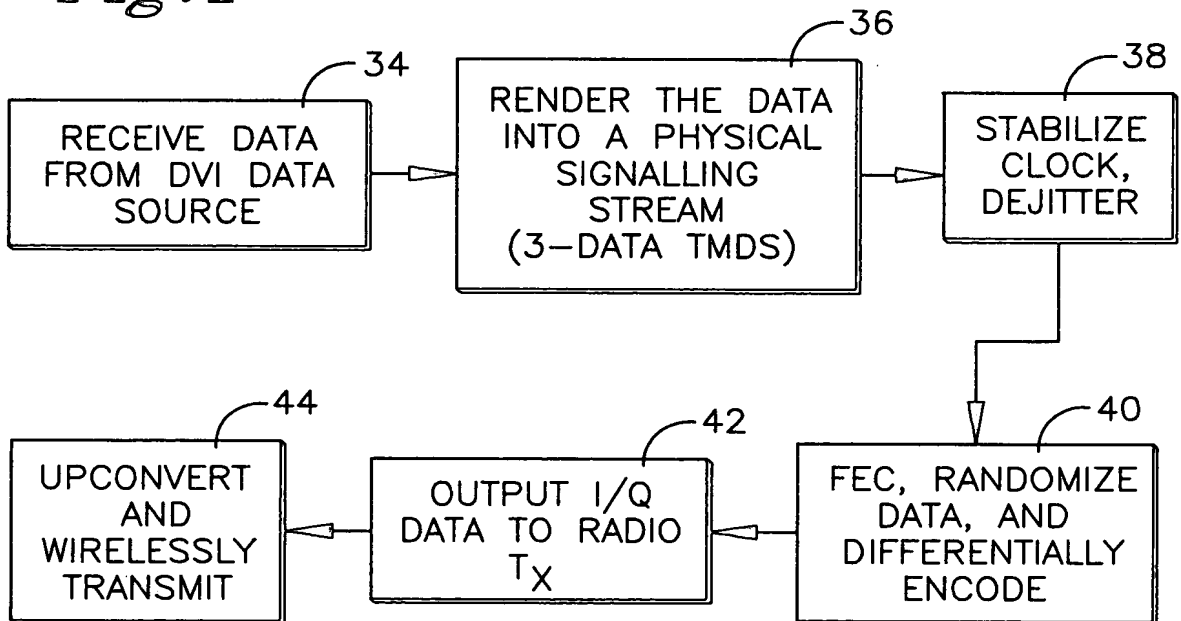 34
RECEIVE DATA
FROM DVI DATA
SOURCE
36
RENDER THE DATA
INTO A PHYSICAL
SIGNALLING
STREAM
(3-DATA TMDS)
38
STABILIZE
CLOCK,
DEJITTER
40
FEC, RANDOMIZE
DATA, AND
DIFFERENTIALLY
ENCODE
42
OUTPUT I/Q
DATA TO RADIO
TX
44
UPCONVERT
AND
WIRELESSLY
TRANSMIT